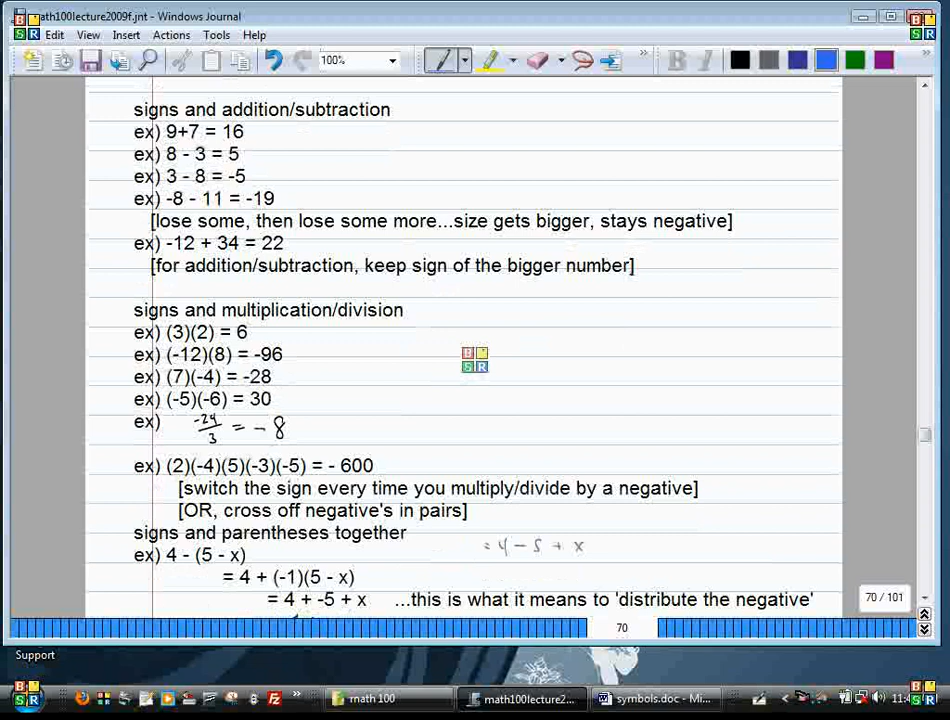 math100lecture2009f.jnt - Windows Journal
Edit View Insert Actions Tools Help
100%
signs and addition/subtraction
ex) 9+7 = 16
ex) 8 - 3 = 5
ex) 3 - 8 = -5
ex) -8 - 11 = -19
[lose some, then lose some more...size gets bigger, stays negative]
ex) -12 + 34 = 22
[for addition/subtraction, keep sign of the bigger number]
signs and multiplication/division
ex) (3)(2) = 6
ex) (-12)(8) = -96
ex) (7)(-4) = -28
ex) (-5)(-6) = 30
ex) -24/3 = - 8
ex) (2)(-4)(5)(-3)(-5) = - 600
[switch the sign every time you multiply/divide by a negative]
[OR, cross off negative's in pairs]
signs and parentheses together
= 4 - 5 + x
ex) 4 - (5 - x)
= 4 + (-1)(5 - x)
= 4 + -5 + x ...this is what it means to 'distribute the negative'
70 / 101
70
Support
math 100
math100lecture2...
symbols.doc - Mi...